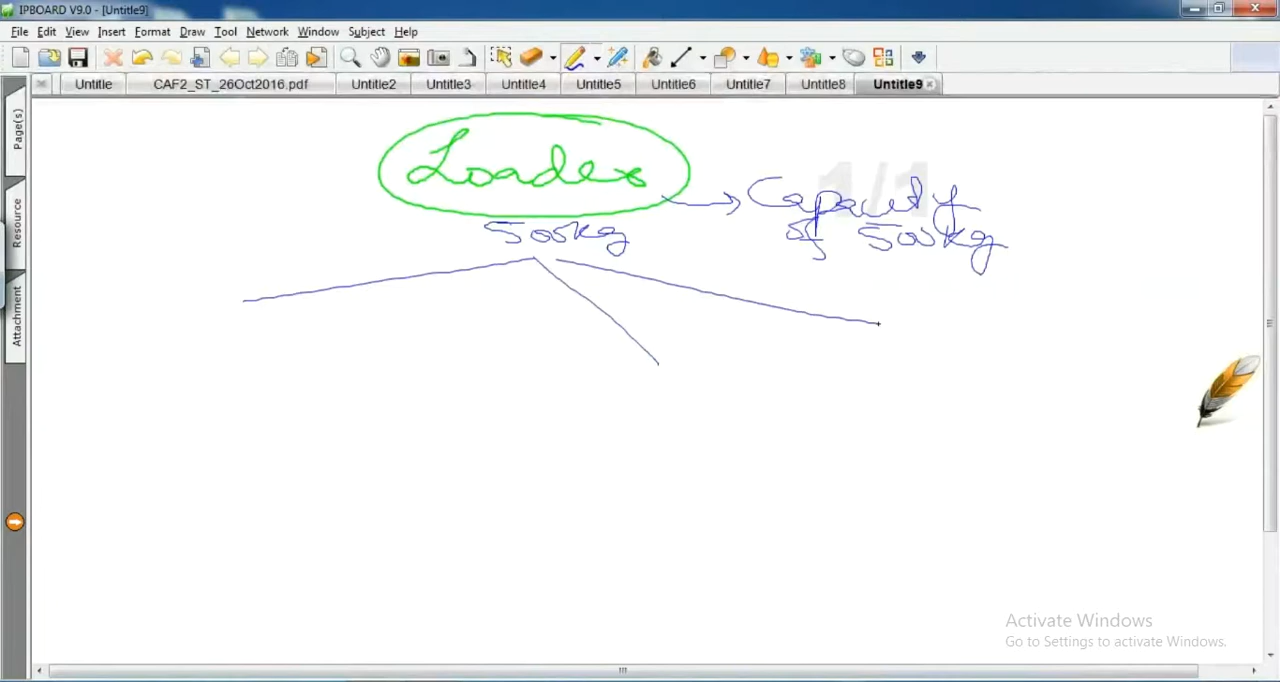 IPBOARD V9.0 - [Untitle9]
File Edit View Insert Format Draw Tool Network Window Subject Help
Untitle CAF2_ST_26Oct2016.pdf Untitle2 Untitle3 Untitle4 Untitle5 Untitle6 Untitle7 Untitle8 Untitle9
Page(s)
Resource
Attachment
Loader
1/1
Capacity
of 500kg
500kg
Activate Windows
Go to Settings to activate Windows.